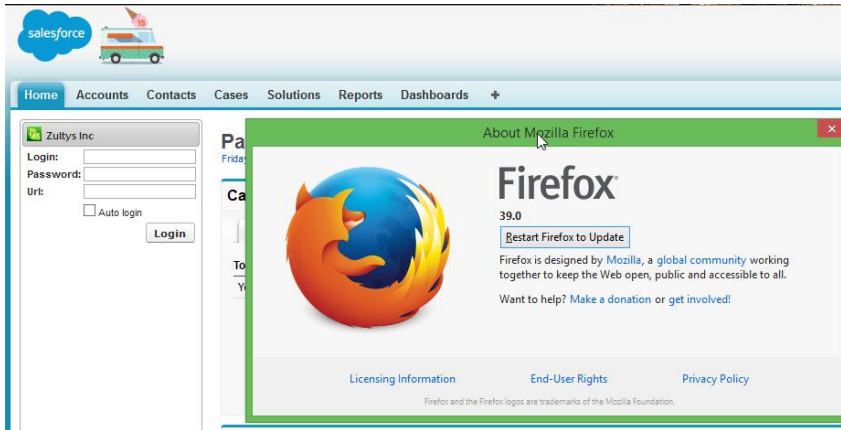 salesforce
15
Home Accounts Contacts Cases Solutions Reports Dashboards +
Zultys Inc
Login:
Password:
Url:
Auto login
Login
Pa
Friday
Ca
To
About Mozilla Firefox
Firefox
39.0
Restart Firefox to Update
Firefox is designed by Mozilla, a global community working
together to keep the Web open, public and accessible to all.
Want to help? Make a donation or get involved!
Licensing Information End-User Rights Privacy Policy
Firefox and the Firefox logos are trademarks of the Mozilla Foundation.